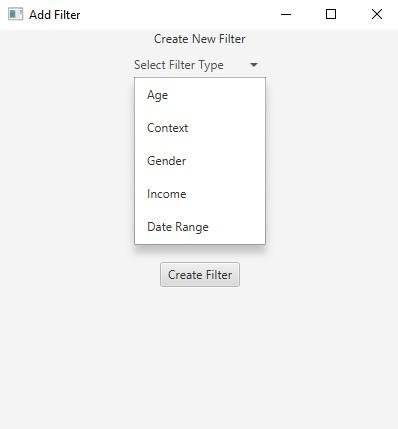 Add Filter
Create New Filter
Select Filter Type
Age
Context
Gender
Income
Date Range
Create Filter